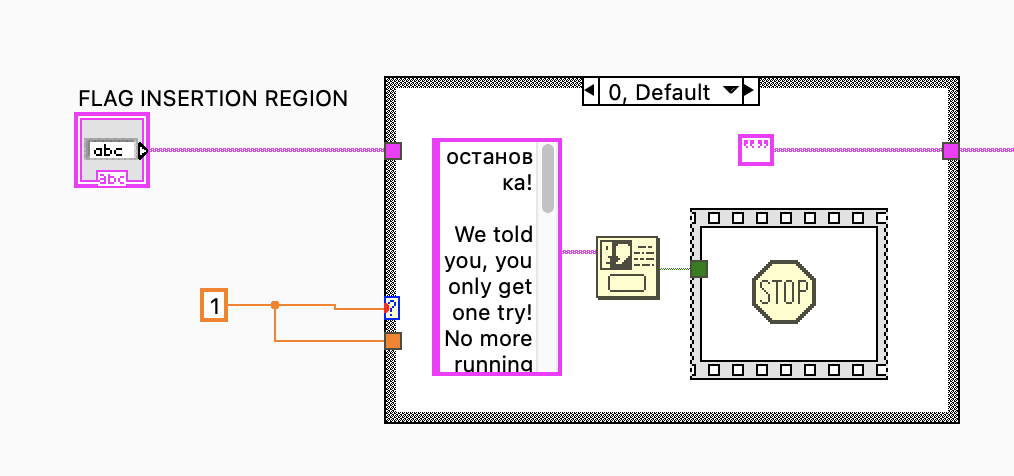 FLAG INSERTION REGION
0, Default
abc
abc
останов
ка!
We told
you, you
only get
one try!
No more
running
1
?
STOP